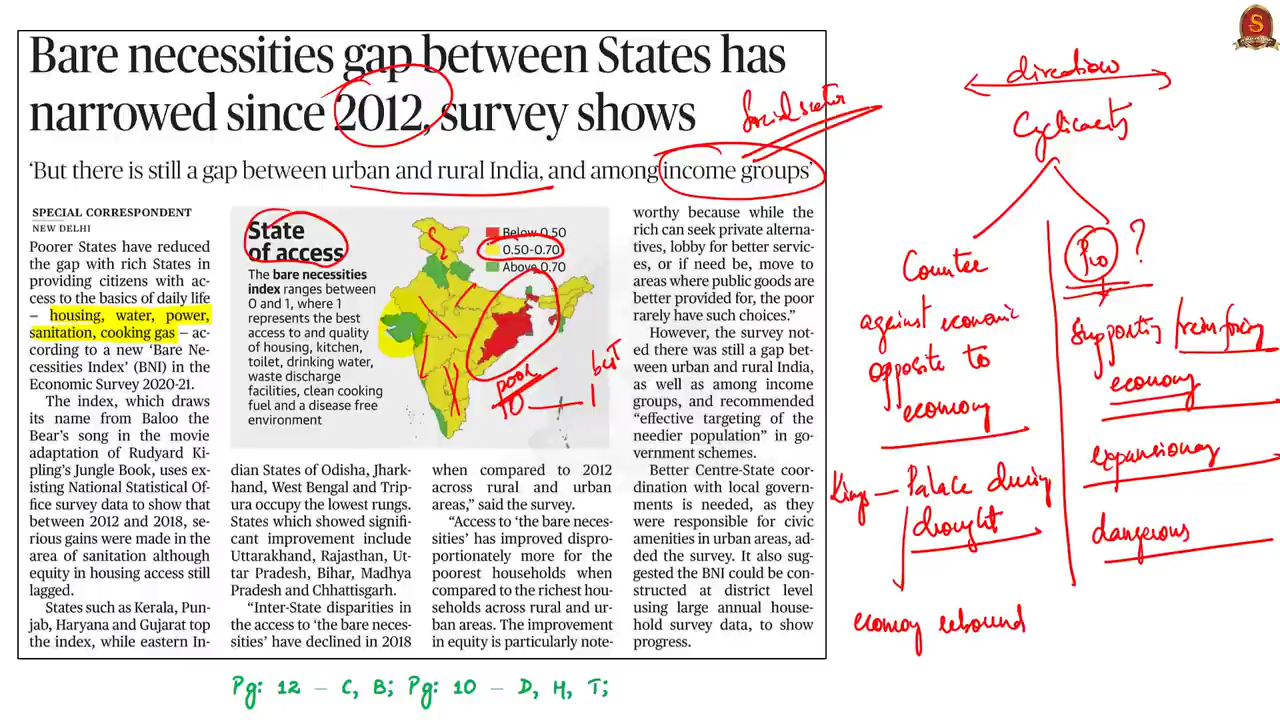 Bare necessities gap between States has
narrowed since 2012, survey shows
'But there is still a gap between urban and rural India, and among income groups'
Social sector
SPECIAL CORRESPONDENT
NEW DELHI
Poorer States have reduced
the gap with rich States in
providing citizens with ac-
cess to the basics of daily life
– housing, water, power,
sanitation, cooking gas – ac-
cording to a new 'Bare Ne-
cessities Index' (BNI) in the
Economic Survey 2020-21.
The index, which draws
its name from Baloo the
Bear's song in the movie
adaptation of Rudyard Ki-
pling's Jungle Book, uses ex-
isting National Statistical Of-
fice survey data to show that
between 2012 and 2018, se-
rious gains were made in the
area of sanitation although
equity in housing access still
lagged.
States such as Kerala, Pun-
jab, Haryana and Gujarat top
the index, while eastern In-
State
of access
The bare necessities
index ranges between
0 and 1, where 1
represents the best
access to and quality
of housing, kitchen,
toilet, drinking water,
waste discharge
facilities, clean cooking
fuel and a disease free
environment
Below 0.50
0.50-0.70
Above 0.70
poor
0 — 1
best
dian States of Odisha, Jhark-
hand, West Bengal and Trip-
ura occupy the lowest rungs.
States which showed signifi-
cant improvement include
Uttarakhand, Rajasthan, Ut-
tar Pradesh, Bihar, Madhya
Pradesh and Chhattisgarh.
"Inter-State disparities in
the access to 'the bare neces-
sities' have declined in 2018
when compared to 2012
across rural and urban
areas," said the survey.
"Access to 'the bare neces-
sities' has improved dispro-
portionately more for the
poorest households when
compared to the richest hou-
seholds across rural and ur-
ban areas. The improvement
in equity is particularly note-
worthy because while the
rich can seek private alterna-
tives, lobby for better servic-
es, or if need be, move to
areas where public goods are
better provided for, the poor
rarely have such choices."
However, the survey not-
ed there was still a gap bet-
ween urban and rural India,
as well as among income
groups, and recommended
"effective targeting of the
needier population" in go-
vernment schemes.
Better Centre-State coor-
dination with local govern-
ments is needed, as they
were responsible for civic
amenities in urban areas, ad-
ded the survey. It also sug-
gested the BNI could be con-
structed at district level
using large annual house-
hold survey data, to show
progress.
direction
Cyclicality
Counter
against economic
opposite to
economy
Kings – Palace during
drought
economy rebound
Pro ?
supporting / reinforcing
economy
expansionary
dangerous
Pg: 12 – C, B; Pg: 10 – D, H, T;